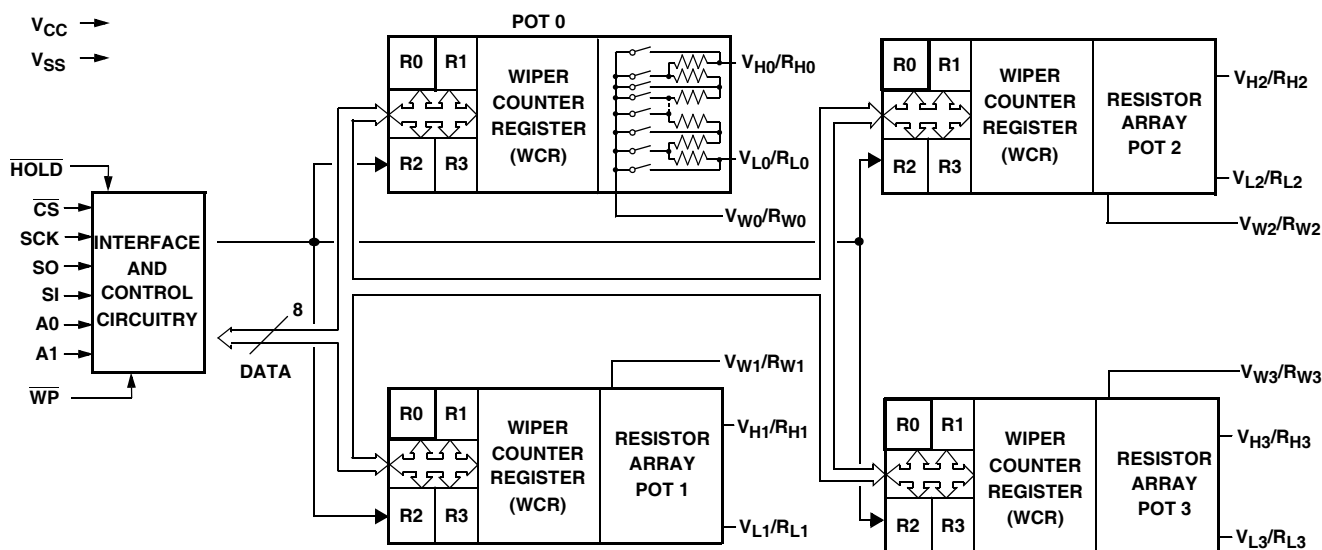 VCC
VSS
HOLD
CS
SCK
SO
SI
A0
A1
WP
INTERFACE
AND
CONTROL
CIRCUITRY
8
DATA
POT 0
R0 R1
R2 R3
WIPER
COUNTER
REGISTER
(WCR)
VH0/RH0
VL0/RL0
VW0/RW0
R0 R1
R2 R3
WIPER
COUNTER
REGISTER
(WCR)
RESISTOR
ARRAY
POT 2
VH2/RH2
VL2/RL2
VW2/RW2
VW1/RW1
R0 R1
R2 R3
WIPER
COUNTER
REGISTER
(WCR)
RESISTOR
ARRAY
POT 1
VH1/RH1
VL1/RL1
VW3/RW3
R0 R1
R2 R3
WIPER
COUNTER
REGISTER
(WCR)
RESISTOR
ARRAY
POT 3
VH3/RH3
VL3/RL3